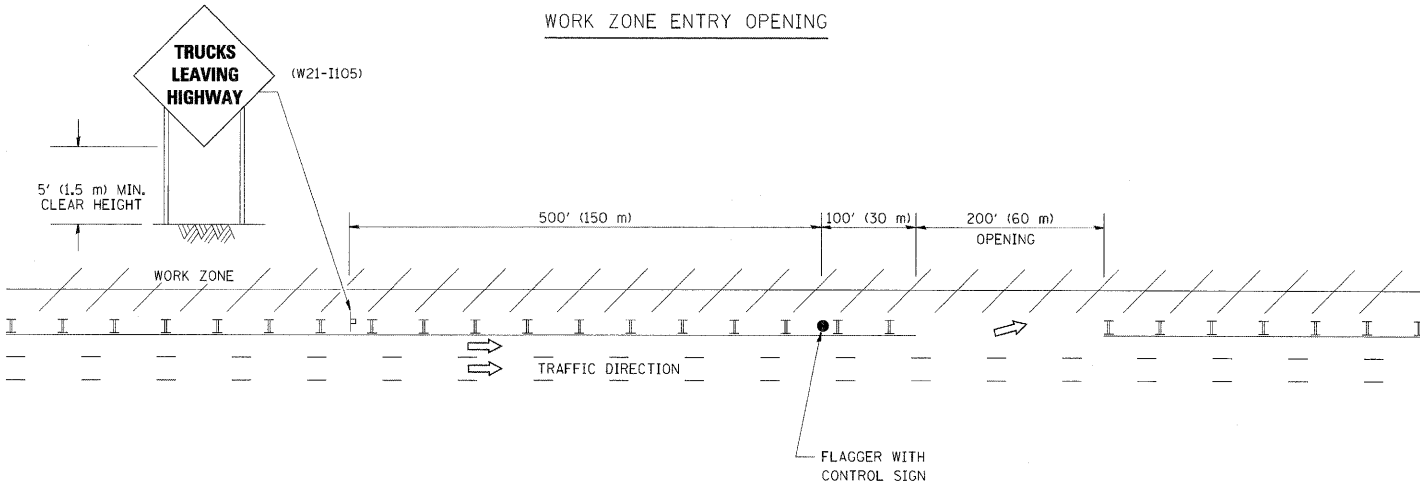 WORK ZONE ENTRY OPENING
TRUCKS
LEAVING
HIGHWAY
(W21-I105)
5' (1.5 m) MIN.
CLEAR HEIGHT
500' (150 m)
100' (30 m)
200' (60 m)
OPENING
WORK ZONE
TRAFFIC DIRECTION
FLAGGER WITH
CONTROL SIGN